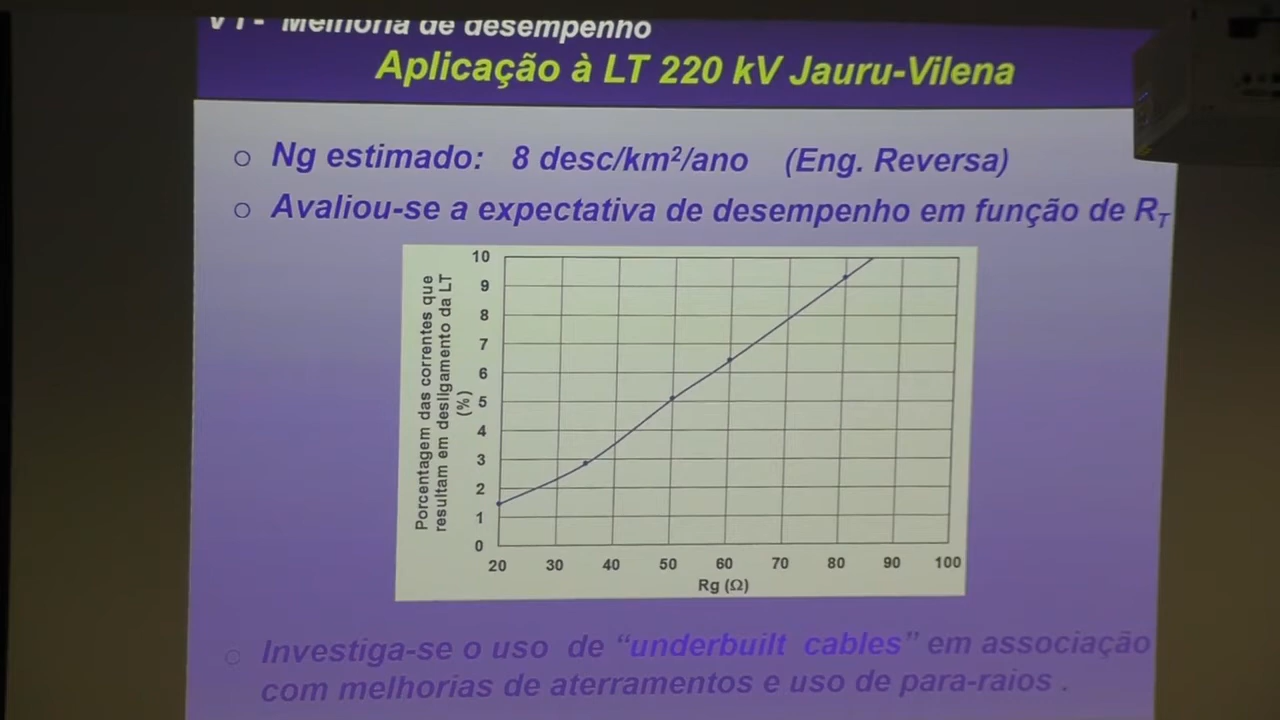 VI- Melhoria de desempenho
Aplicação à LT 220 kV Jauru-Vilena
Ng estimado: 8 desc/km²/ano (Eng. Reversa)
Avaliou-se a expectativa de desempenho em função de R_T
Porcentagem das correntes que
resultam em desligamento da LT
(%)
10
9
8
7
6
5
4
3
2
1
0
20 30 40 50 60 70 80 90 100
Rg (Ω)
Investiga-se o uso de “underbuilt cables” em associação
com melhorias de aterramentos e uso de para-raios .